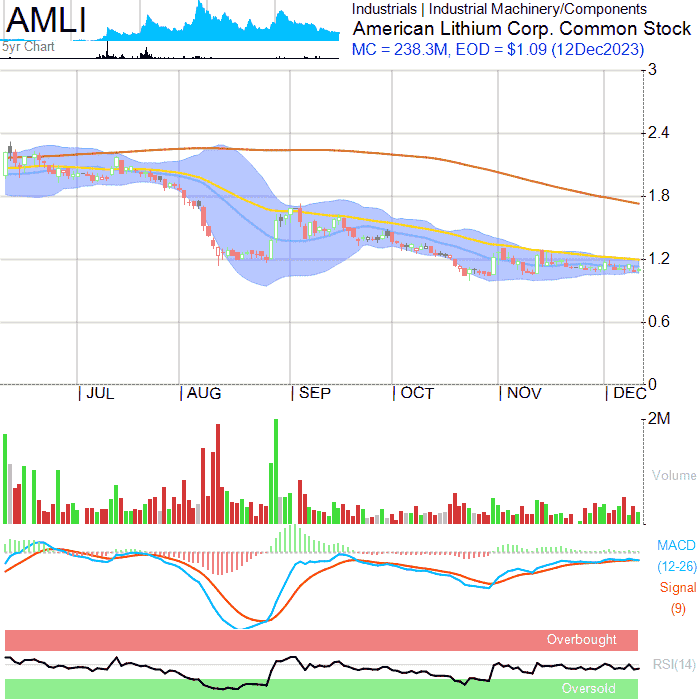 AMLI
Industrials | Industrial Machinery/Components
American Lithium Corp. Common Stock
MC = 238.3M, EOD = $1.09 (12Dec2023)
5yr Chart
3
2.4
1.8
1.2
0.6
0
| JUL | AUG | SEP | OCT | NOV | DEC
2M
Volume
MACD
(12-26)
Signal
(9)
Overbought
RSI(14)
Oversold